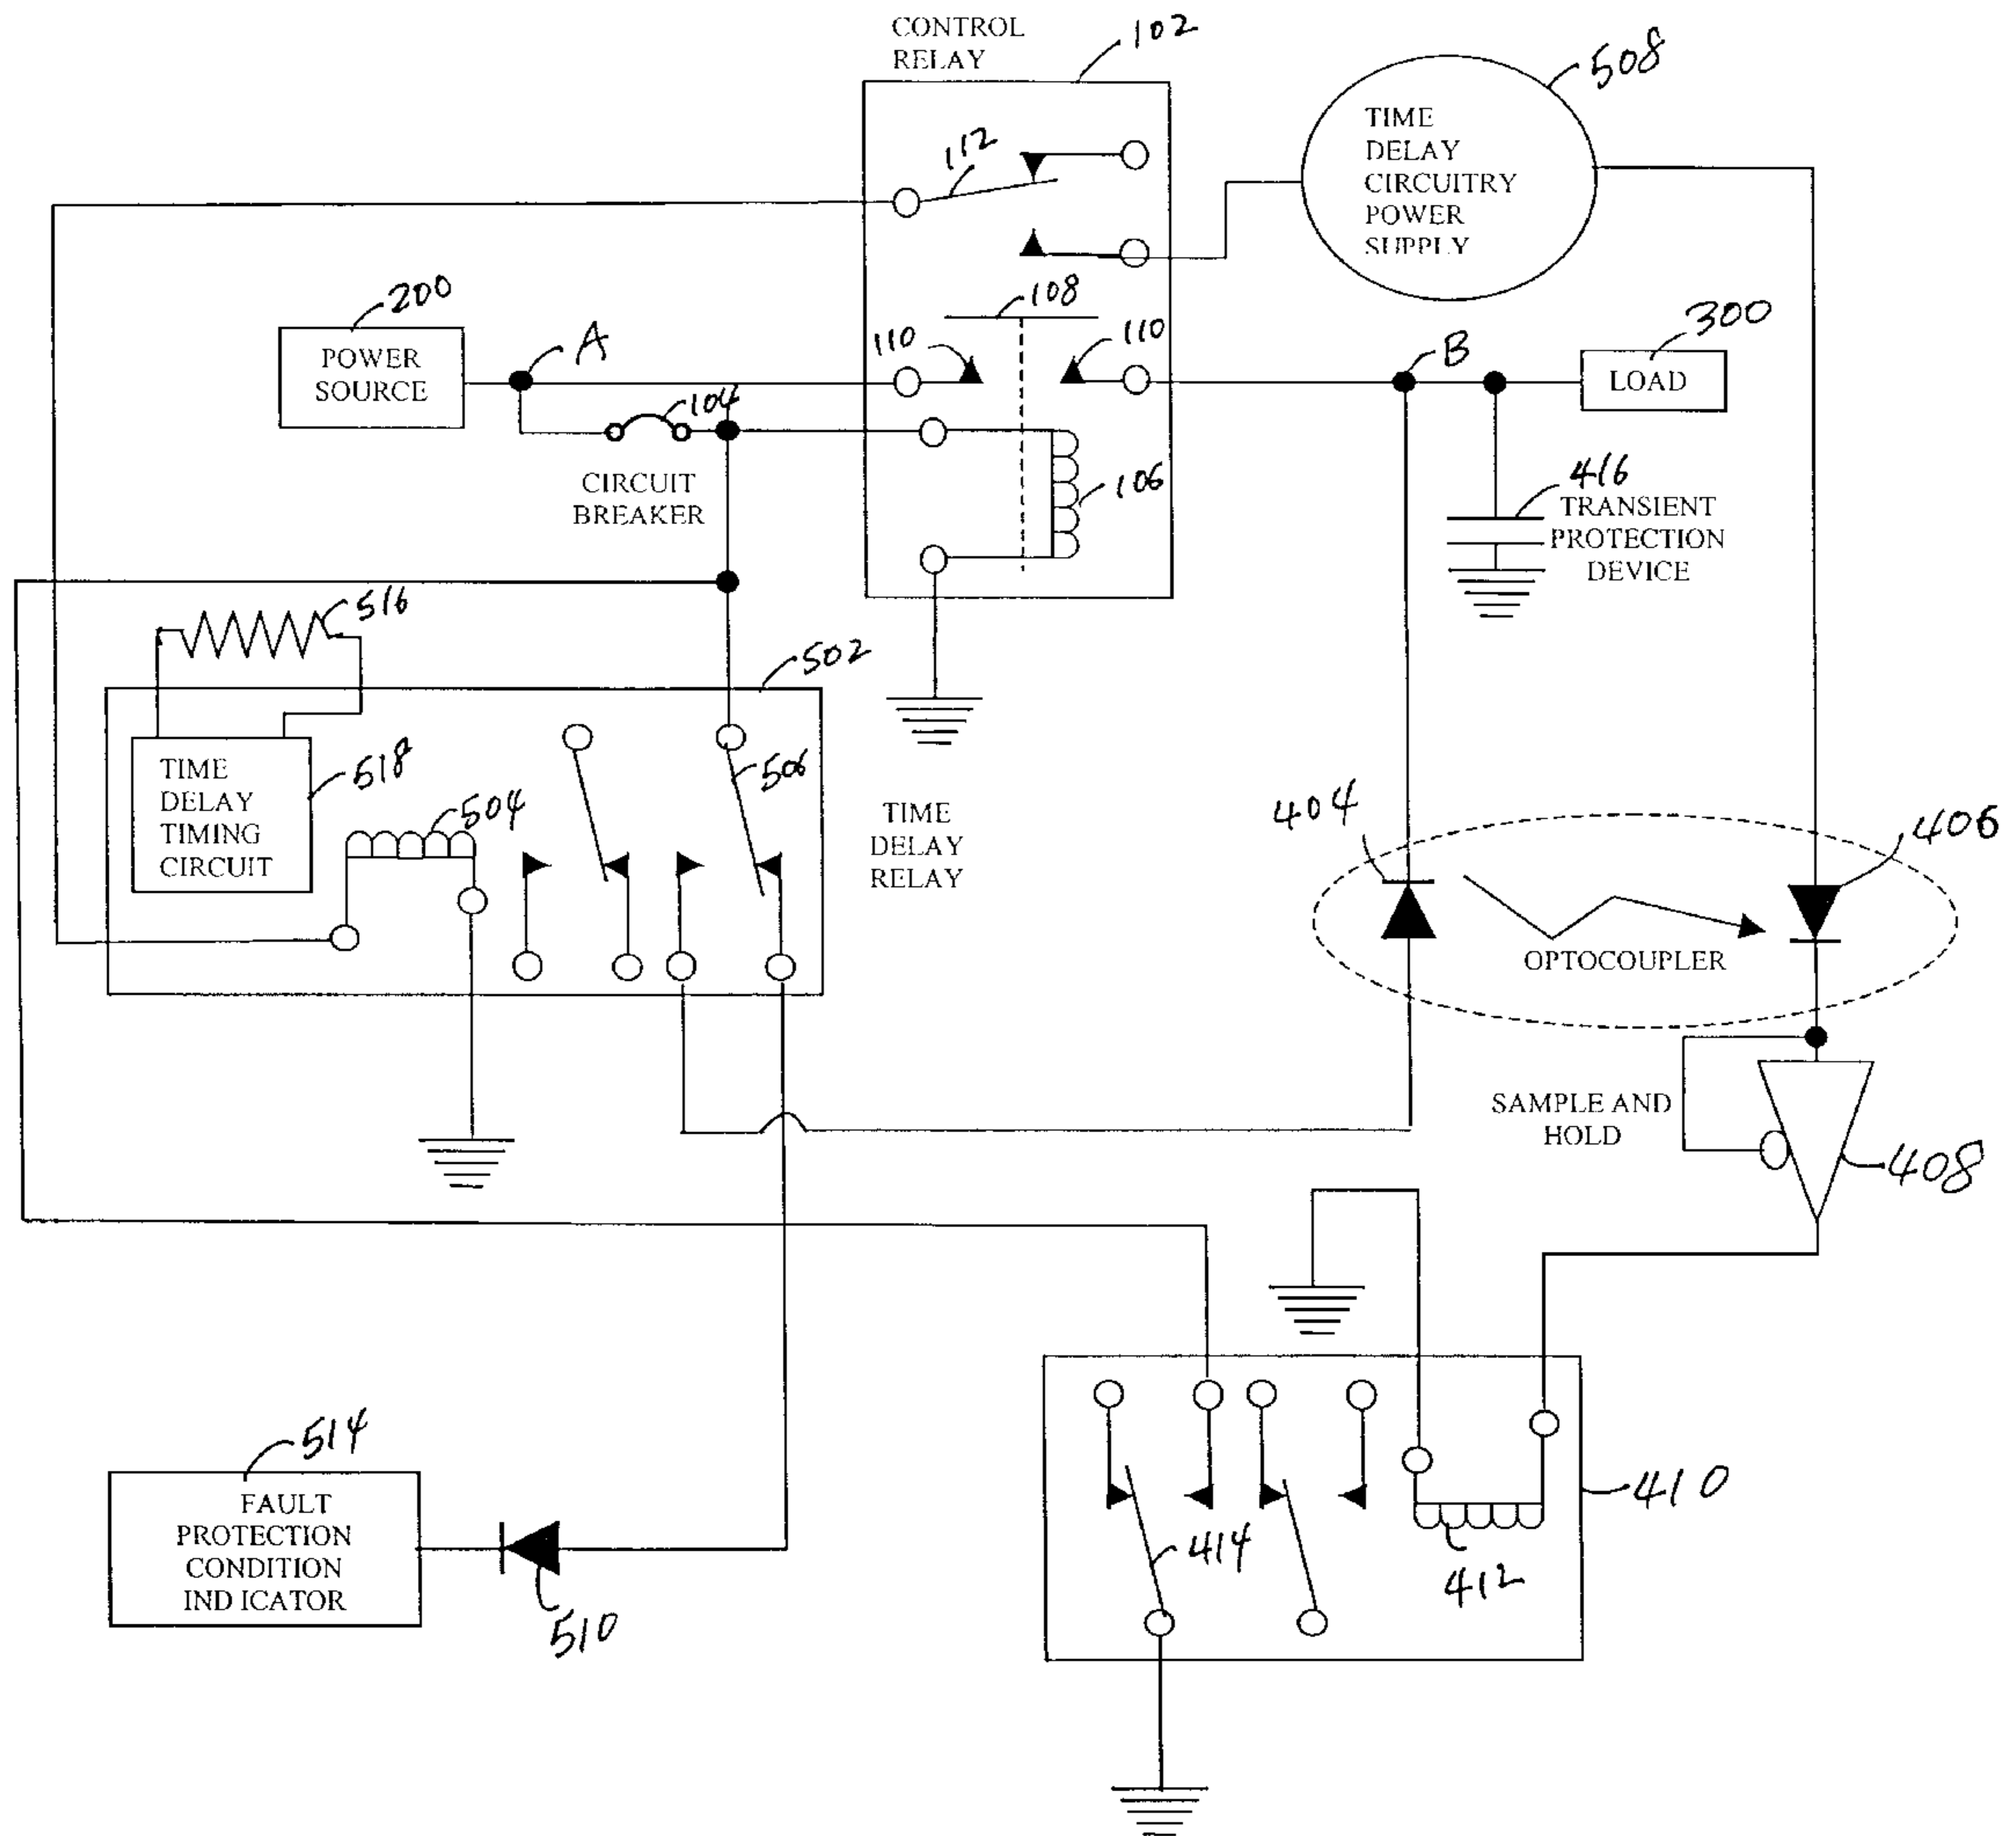 CONTROL
RELAY
102
508
112
TIME
DELAY
CIRCUITRY
POWER
SUPPLY
200
108
300
POWER
SOURCE
A
110
110
B
LOAD
104
CIRCUIT
BREAKER
106
416
TRANSIENT
PROTECTION
DEVICE
516
502
TIME
DELAY
TIMING
CIRCUIT
518
504
506
TIME
DELAY
RELAY
404
406
OPTOCOUPLER
SAMPLE AND
HOLD
408
514
FAULT
PROTECTION
CONDITION
INDICATOR
510
414
412
410